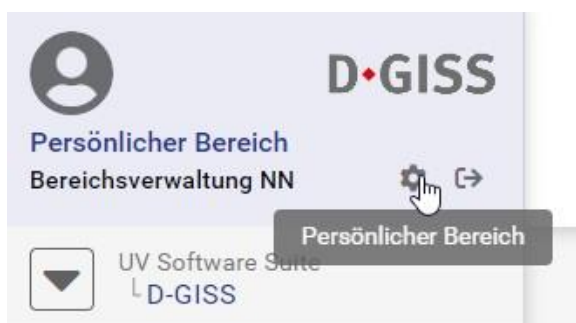 D·GISS
Persönlicher Bereich
Bereichsverwaltung NN
Persönlicher Bereich
UV Software Suite
D-GISS